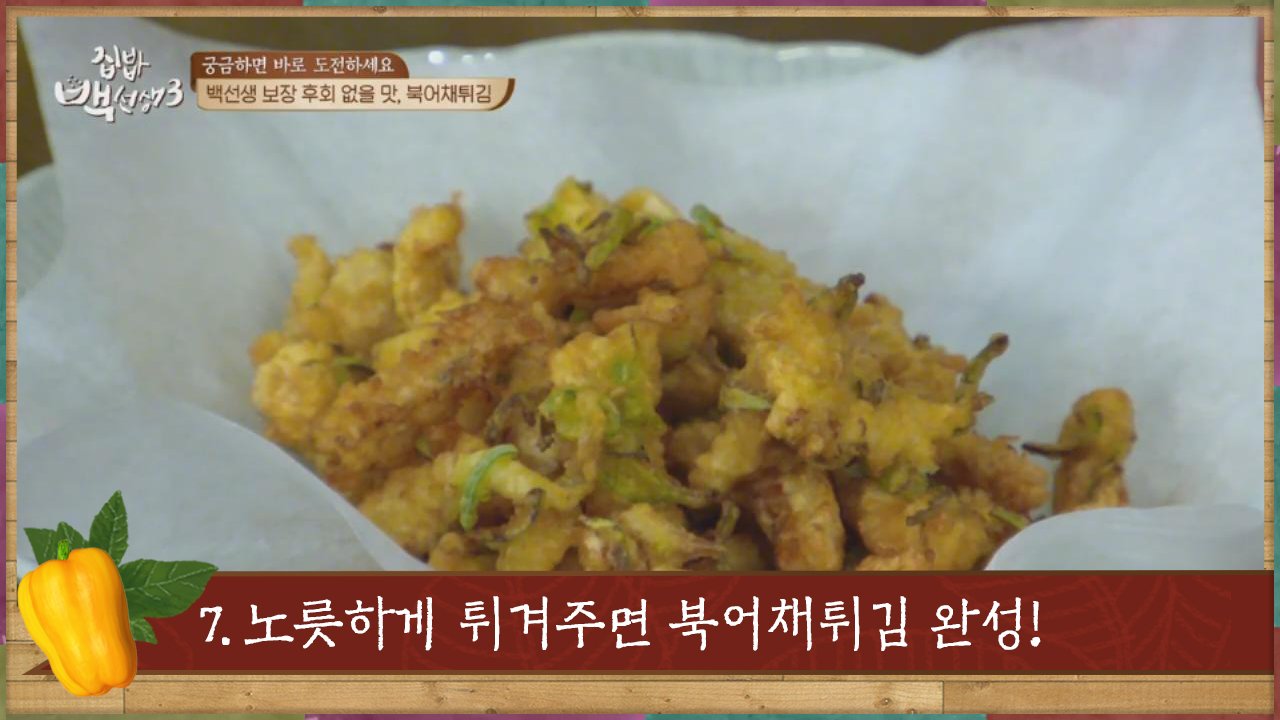 집밥
백선생3
궁금하면 바로 도전하세요
백선생 보장 후회 없을 맛, 북어채튀김
7. 노릇하게 튀겨주면 북어채튀김 완성!